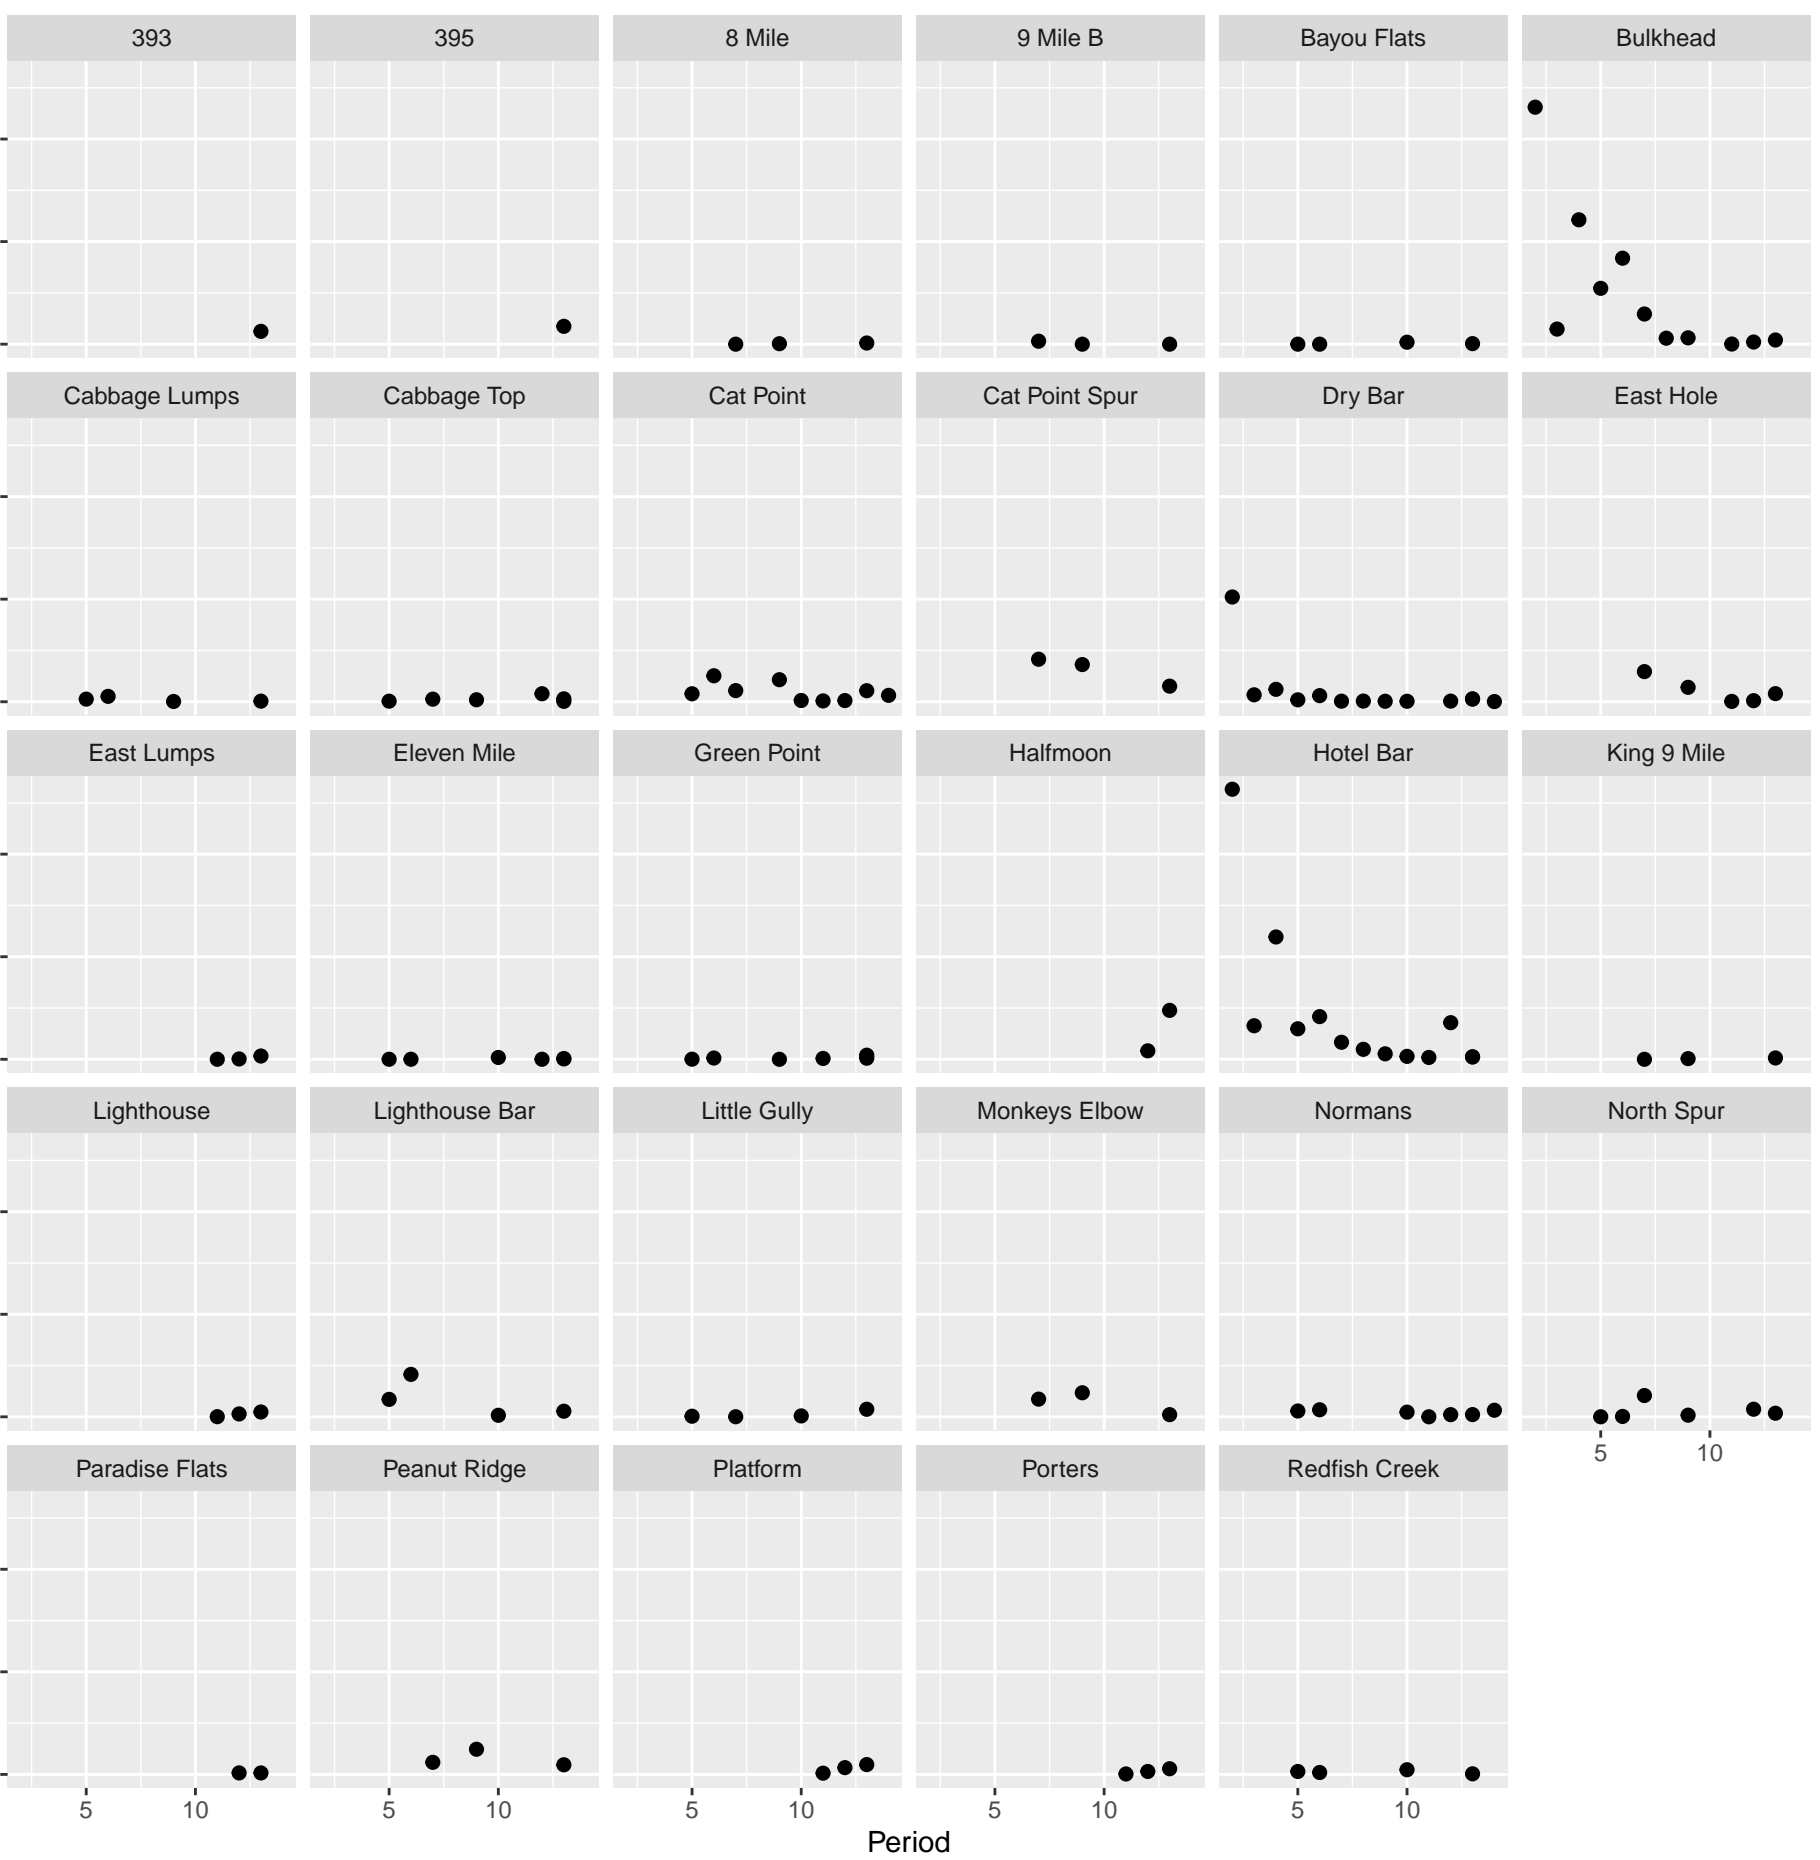 393 395 8 Mile 9 Mile B Bayou Flats Bulkhead
Cabbage Lumps Cabbage Top Cat Point Cat Point Spur Dry Bar East Hole
East Lumps Eleven Mile Green Point Halfmoon Hotel Bar King 9 Mile
Lighthouse Lighthouse Bar Little Gully Monkeys Elbow Normans North Spur
5 10
Paradise Flats Peanut Ridge Platform Porters Redfish Creek
5 10 5 10 5 10 5 10 5 10
Period